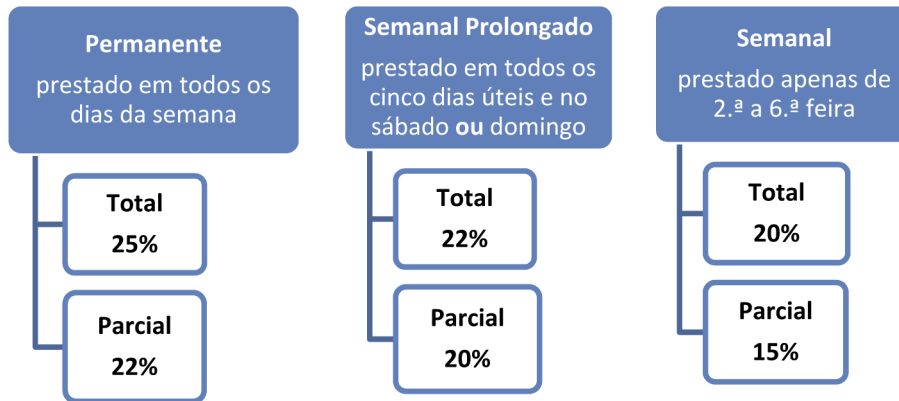 Permanente
prestado em todos os
dias da semana
Total
25%
Parcial
22%
Semanal Prolongado
prestado em todos os
cinco dias úteis e no
sábado ou domingo
Total
22%
Parcial
20%
Semanal
prestado apenas de
2.ª a 6.ª feira
Total
20%
Parcial
15%